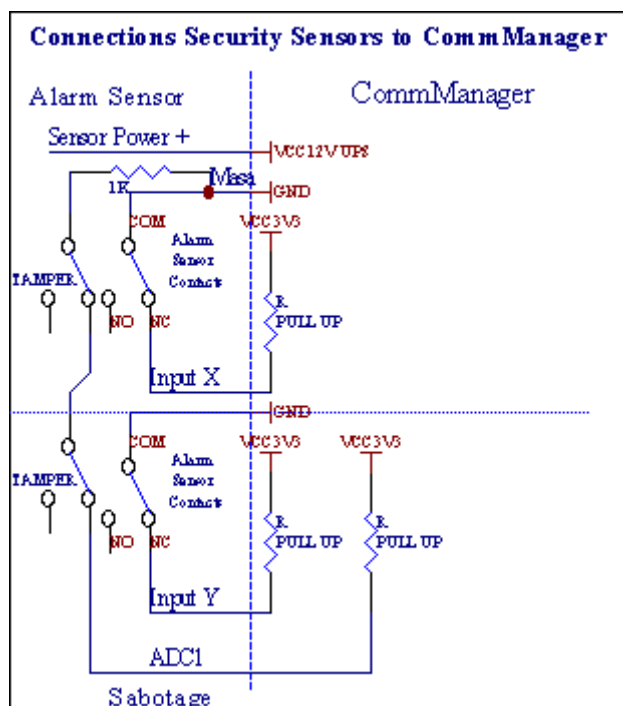 Connections Security Sensors to CommManager
Alarm Sensor
CommManager
Sensor Power +
VCC12V UPS
Masa
1K
GND
COM
VCC3V3
Alarm
Sensor
Contacts
TAMPER
R
PULL UP
NO
NC
Input X
GND
COM
VCC3V3
VCC3V3
Alarm
Sensor
Contacts
TAMPER
R
PULL UP
R
PULL UP
NO
NC
Input Y
ADC1
Sabotage